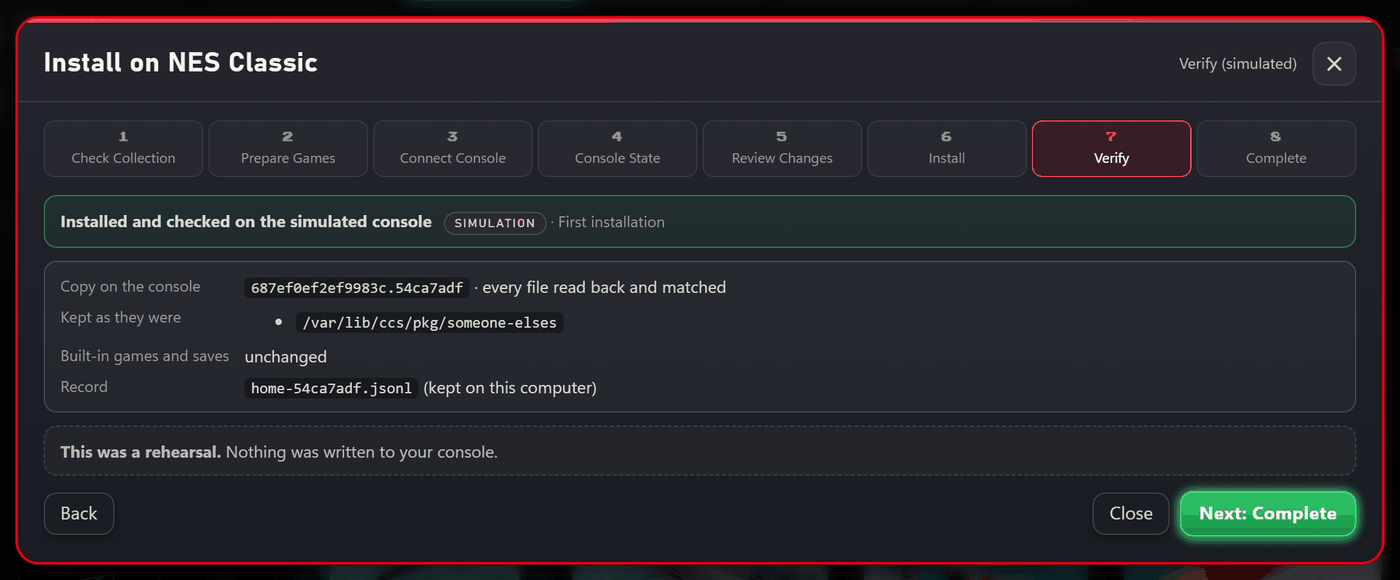 Install on NES Classic
Verify (simulated)
1
Check Collection
2
Prepare Games
3
Connect Console
4
Console State
5
Review Changes
6
Install
7
Verify
8
Complete
Installed and checked on the simulated console SIMULATION · First installation
Copy on the console 687ef0ef2ef9983c.54ca7adf · every file read back and matched
Kept as they were • /var/lib/ccs/pkg/someone-elses
Built-in games and saves unchanged
Record home-54ca7adf.jsonl (kept on this computer)
This was a rehearsal. Nothing was written to your console.
Back
Close
Next: Complete